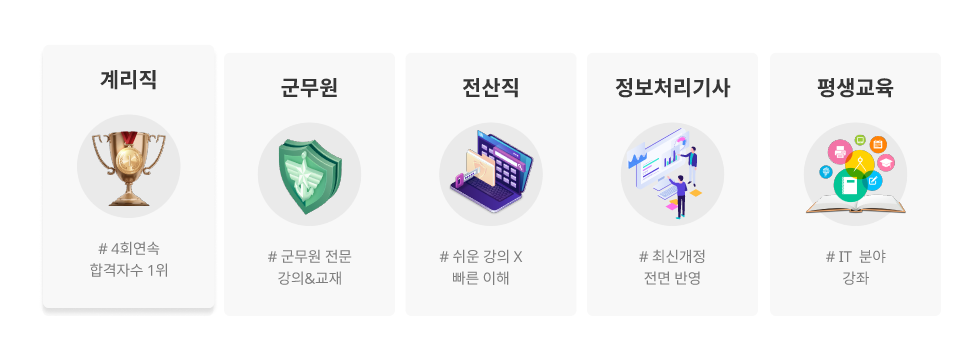 계리직
# 4회연속
합격자수 1위
군무원
# 군무원 전문
강의&교재
전산직
# 쉬운 강의 X
빠른 이해
정보처리기사
# 최신개정
전면 반영
평생교육
# IT 분야
강좌